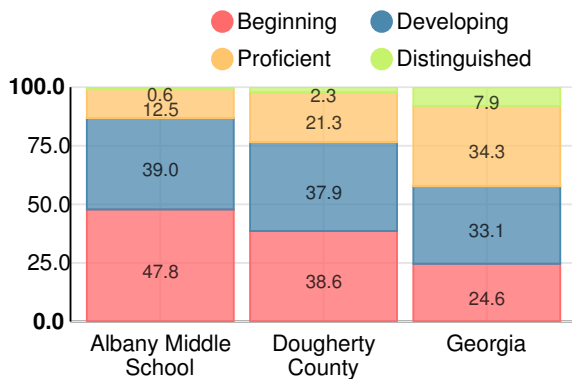 Beginning Developing
Proficient Distinguished
100.0
75.0
50.0
25.0
0.0
0.6
12.5
39.0
47.8
2.3
21.3
37.9
38.6
7.9
34.3
33.1
24.6
Albany Middle
School
Dougherty
County
Georgia